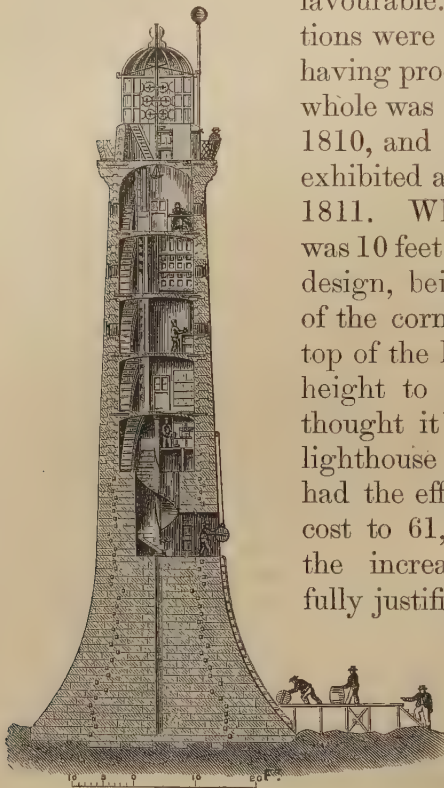 favourable.
tions were
having pro
whole was
1810, and
exhibited a
1811. Wh
was 10 feet
design, bei
of the corn
top of the l
height to
thought it
lighthouse
had the eff
cost to 61,
the increa
fully justifi
10 0 10 20 Ft.